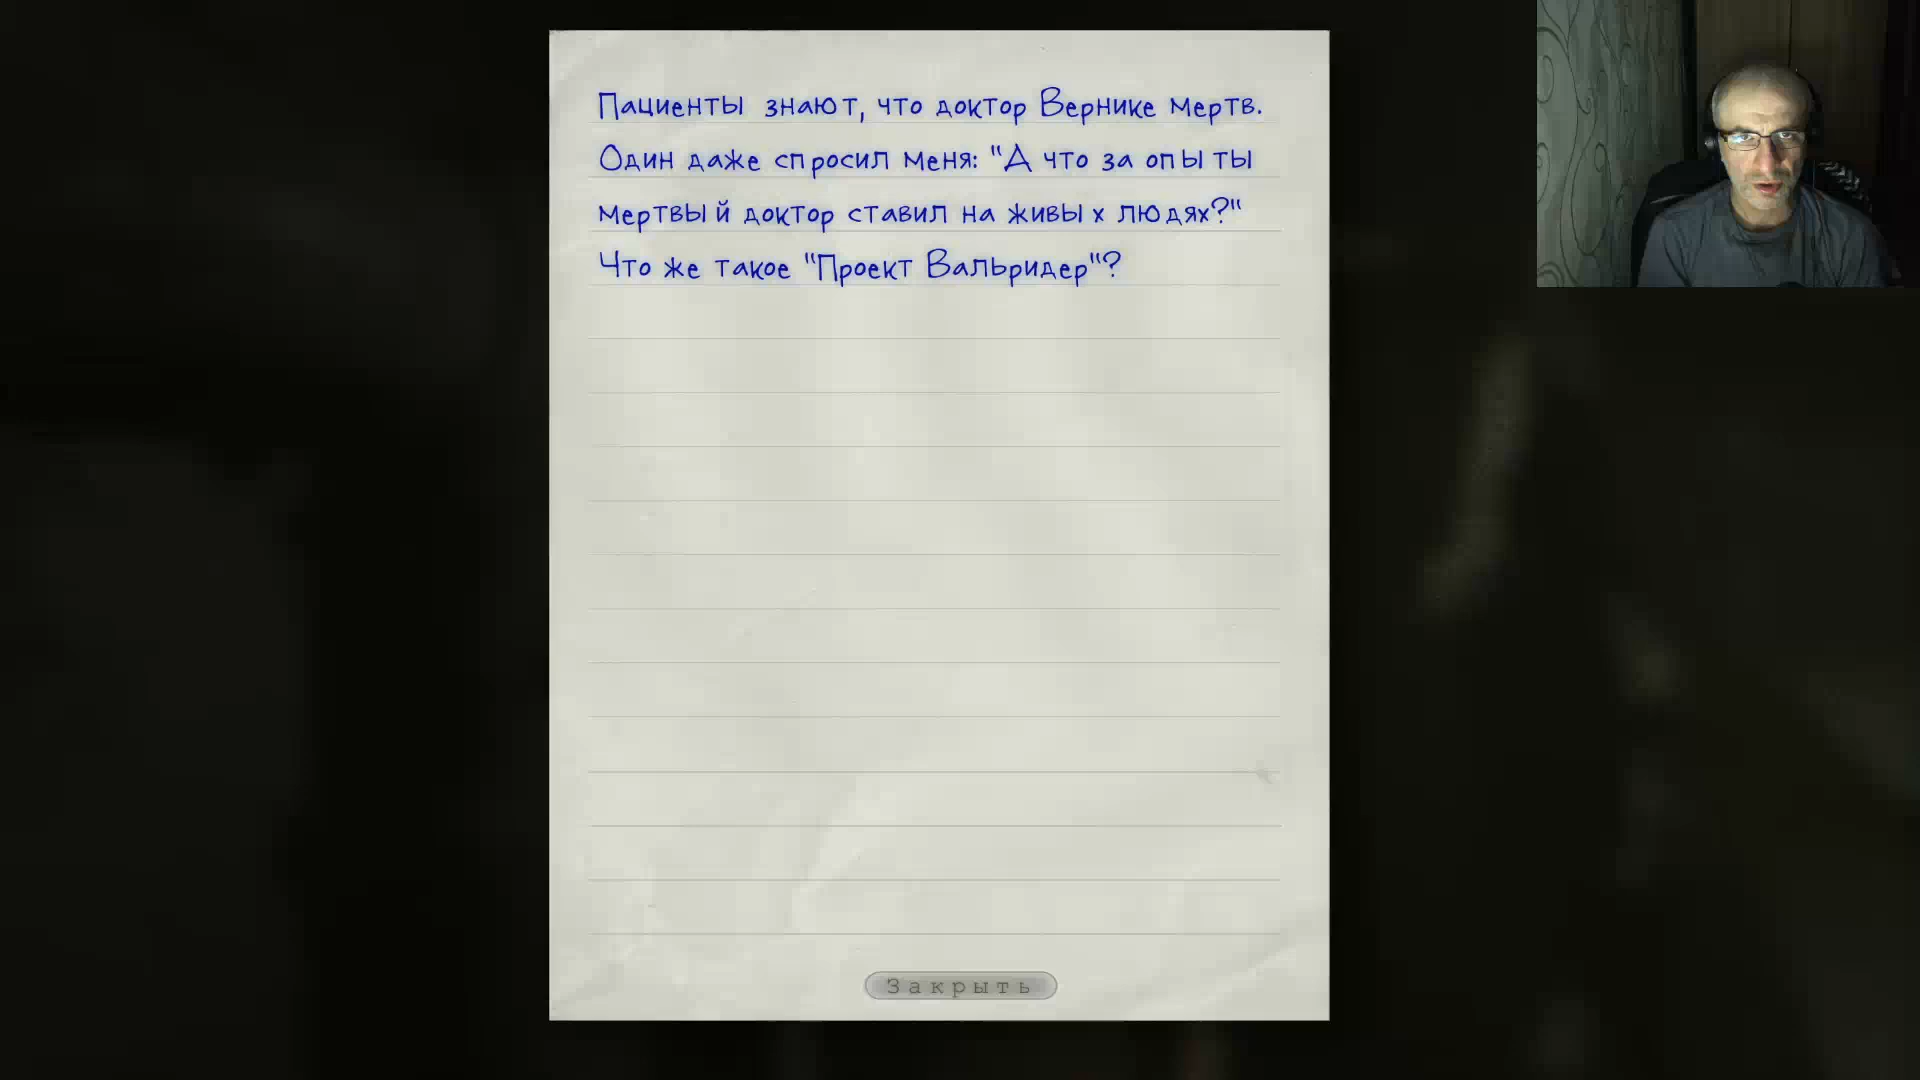 Пациенты знают, что доктор Вернике мертв.
Один даже спросил меня: "А что за опыты
мертвый доктор ставил на живых людях?"
Что же такое "Проект Вальридер"?
Закрыть